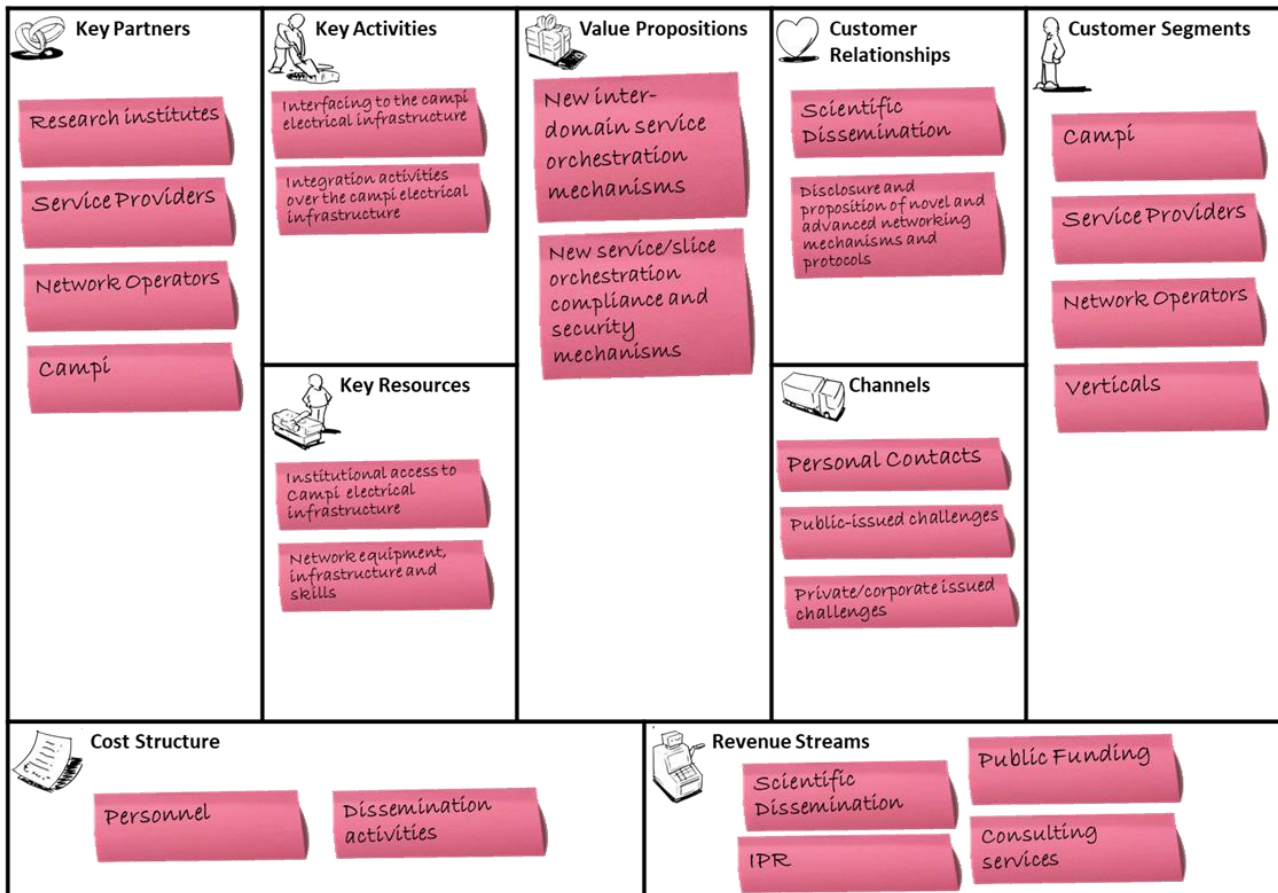 Key Partners
Research institutes
Service Providers
Network Operators
Campi
Key Activities
Interfacing to the campi
electrical infrastructure
Integration activities
over the campi electrical
infrastructure
Key Resources
Institutional access to
Campi electrical
infrastructure
Network equipment,
infrastructure and
skills
Value Propositions
New inter-
domain service
orchestration
mechanisms
New service/slice
orchestration
compliance and
security
mechanisms
Customer
Relationships
Scientific
Dissemination
Disclosure and
proposition of novel and
advanced networking
mechanisms and
protocols
Channels
Personal Contacts
Public-issued challenges
Private/corporate issued
challenges
Customer Segments
Campi
Service Providers
Network Operators
Verticals
Cost Structure
Personnel
Dissemination
activities
Revenue Streams
Scientific
Dissemination
Public Funding
IPR
Consulting
services